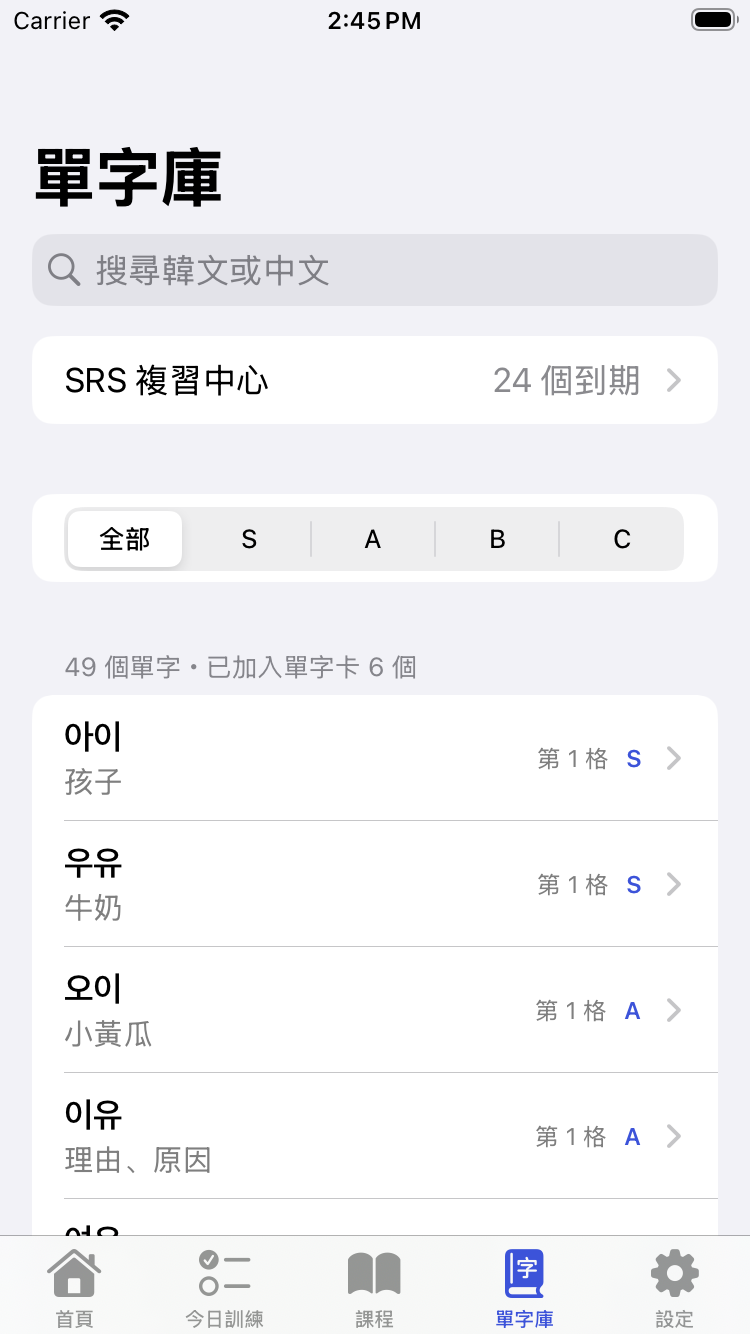 Carrier 2:45 PM
單字庫
搜尋韓文或中文
SRS 複習中心 24 個到期
全部 S A B C
49 個單字・已加入單字卡 6 個
아이
孩子
第 1 格 S
우유
牛奶
第 1 格 S
오이
小黃瓜
第 1 格 A
이유
理由、原因
第 1 格 A
字
首頁 今日訓練 課程 單字庫 設定